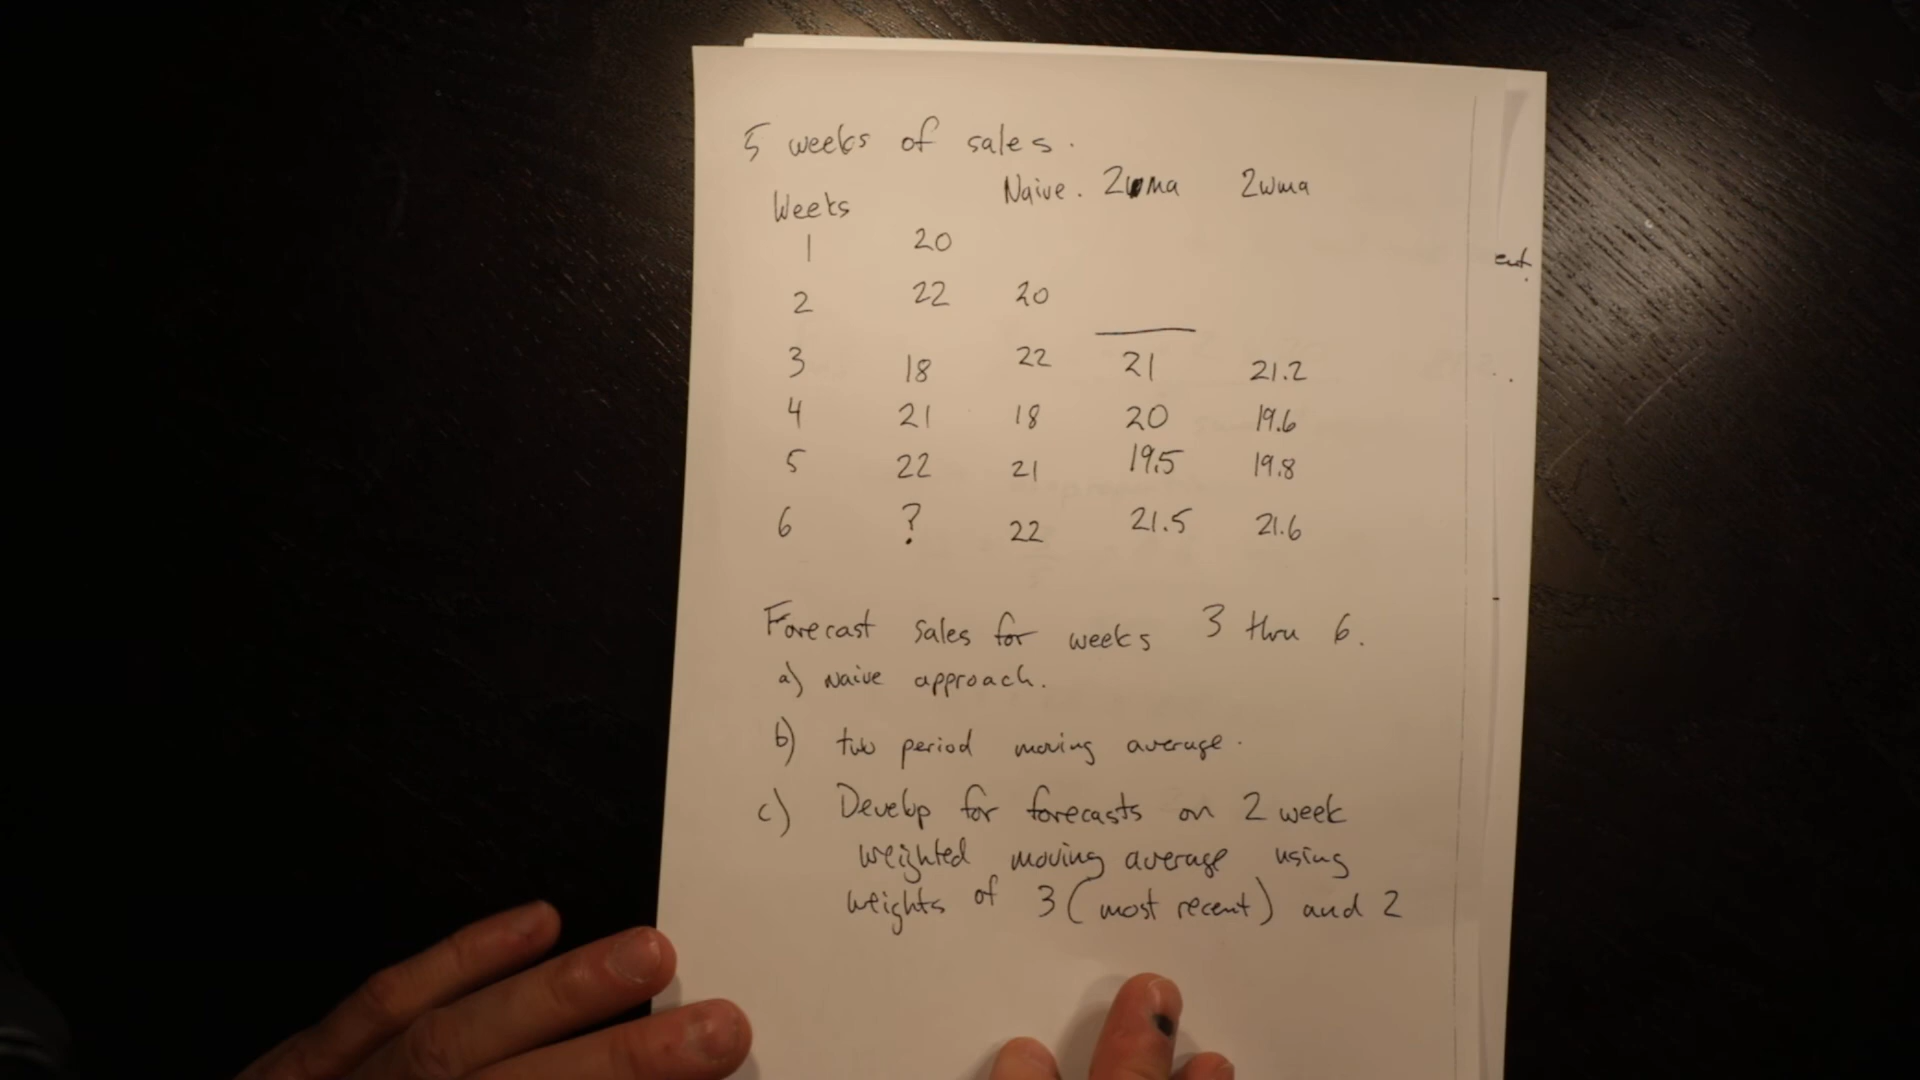 5 weeks of sales.
Weeks Naive. 2 ma 2wma
1 20
2 22 20
3 18 22 21 21.2
4 21 18 20 19.6
5 22 21 19.5 19.8
6 ? 22 21.5 21.6
Forecast sales for weeks 3 thru 6.
a) Naive approach.
b) two period moving average.
c) Develop for forecasts on 2 week
weighted moving average using
weights of 3 (most recent) and 2